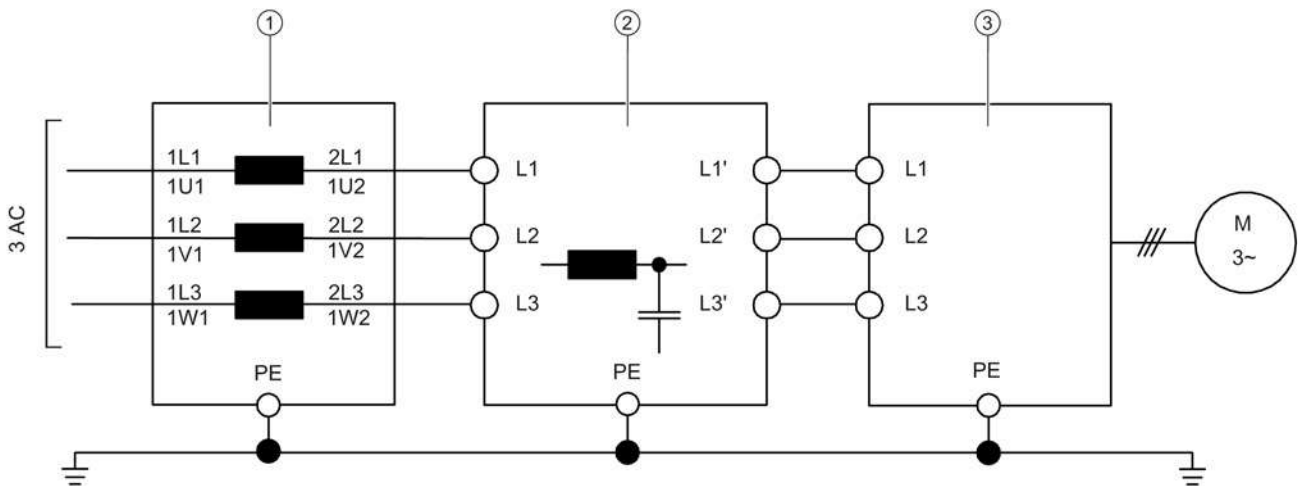 ① ② ③
3 AC
1L1 2L1
1U1 1U2
1L2 2L2
1V1 1V2
1L3 2L3
1W1 1W2
PE
L1 L1'
L2 L2'
L3 L3'
PE
L1
L2
L3
PE
M
3~